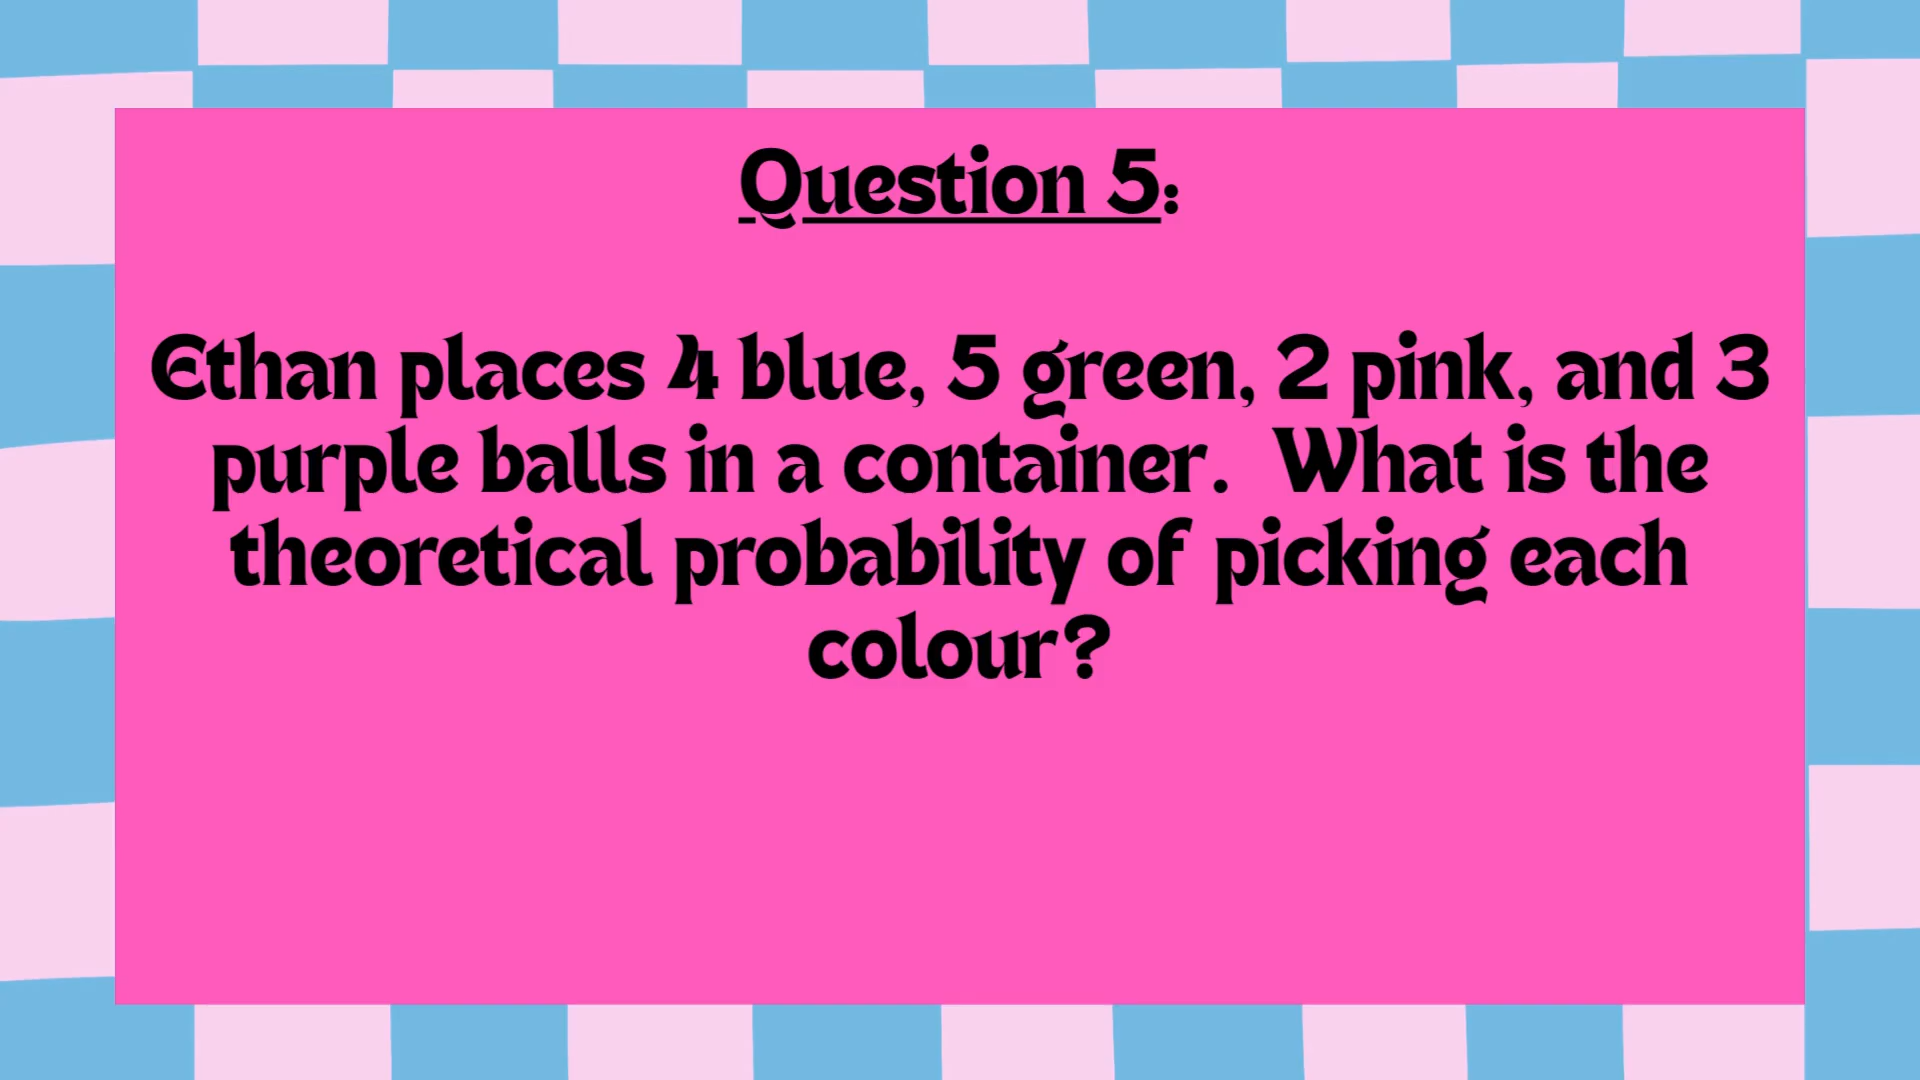 Question 5:
Ethan places 4 blue, 5 green, 2 pink, and 3
purple balls in a container.  What is the
theoretical probability of picking each
colour?